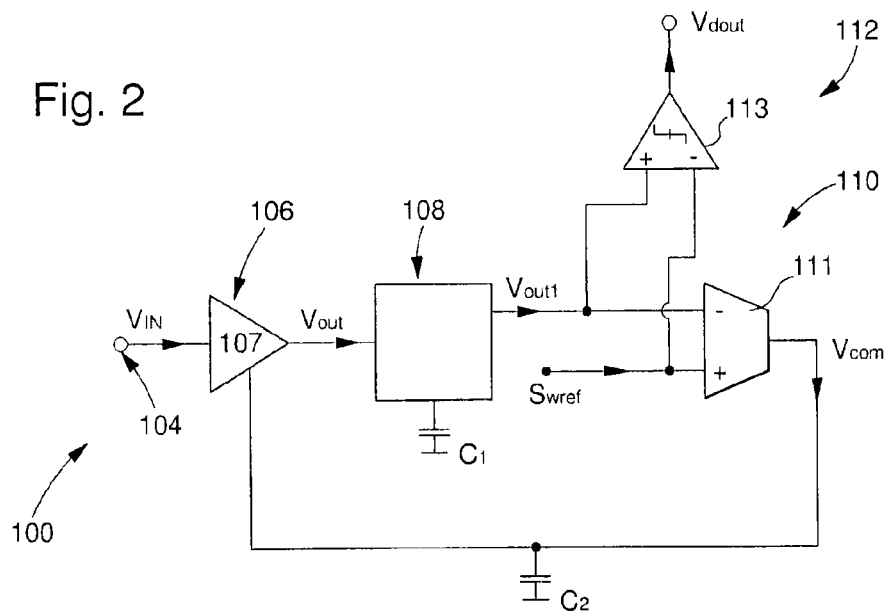 Vdout
112
Fig. 2
113
+ -
110
106
108
111
VIN
107
Vout
Vout1
-
Vcom
+
Swref
104
C1
100
C2